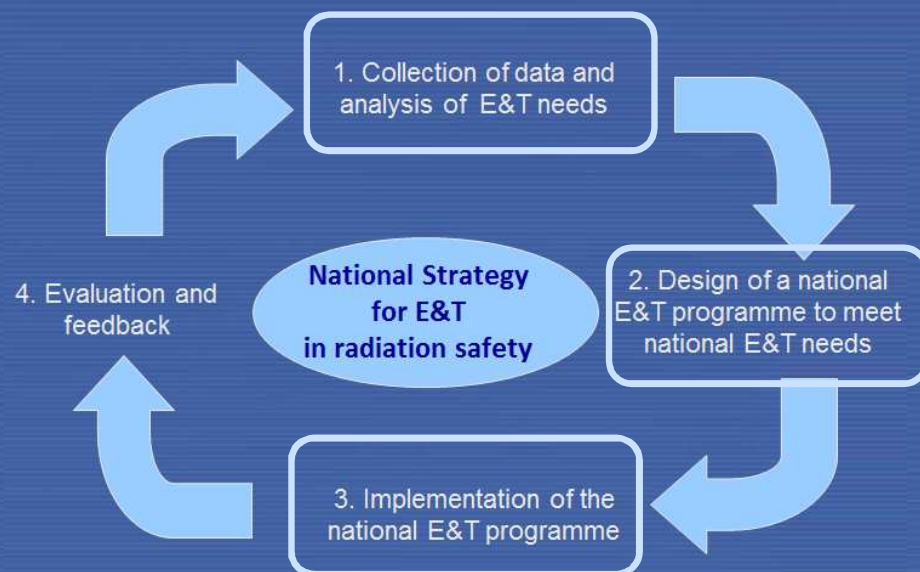 1. Collection of data and
analysis of E&T needs
2. Design of a national
E&T programme to meet
national E&T needs
3. Implementation of the
national E&T programme
4. Evaluation and
feedback
National Strategy
for E&T
in radiation safety